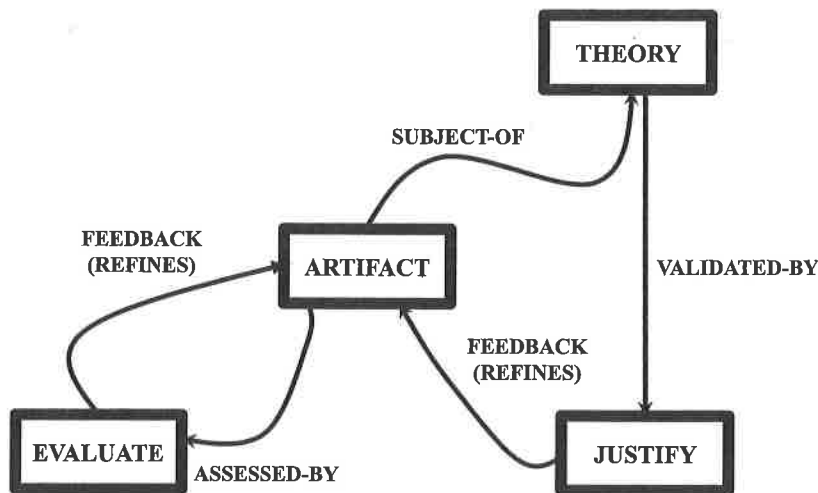 THEORY
SUBJECT-OF
FEEDBACK
(REFINES)
ARTIFACT
VALIDATED-BY
FEEDBACK
(REFINES)
EVALUATE
ASSESSED-BY
JUSTIFY